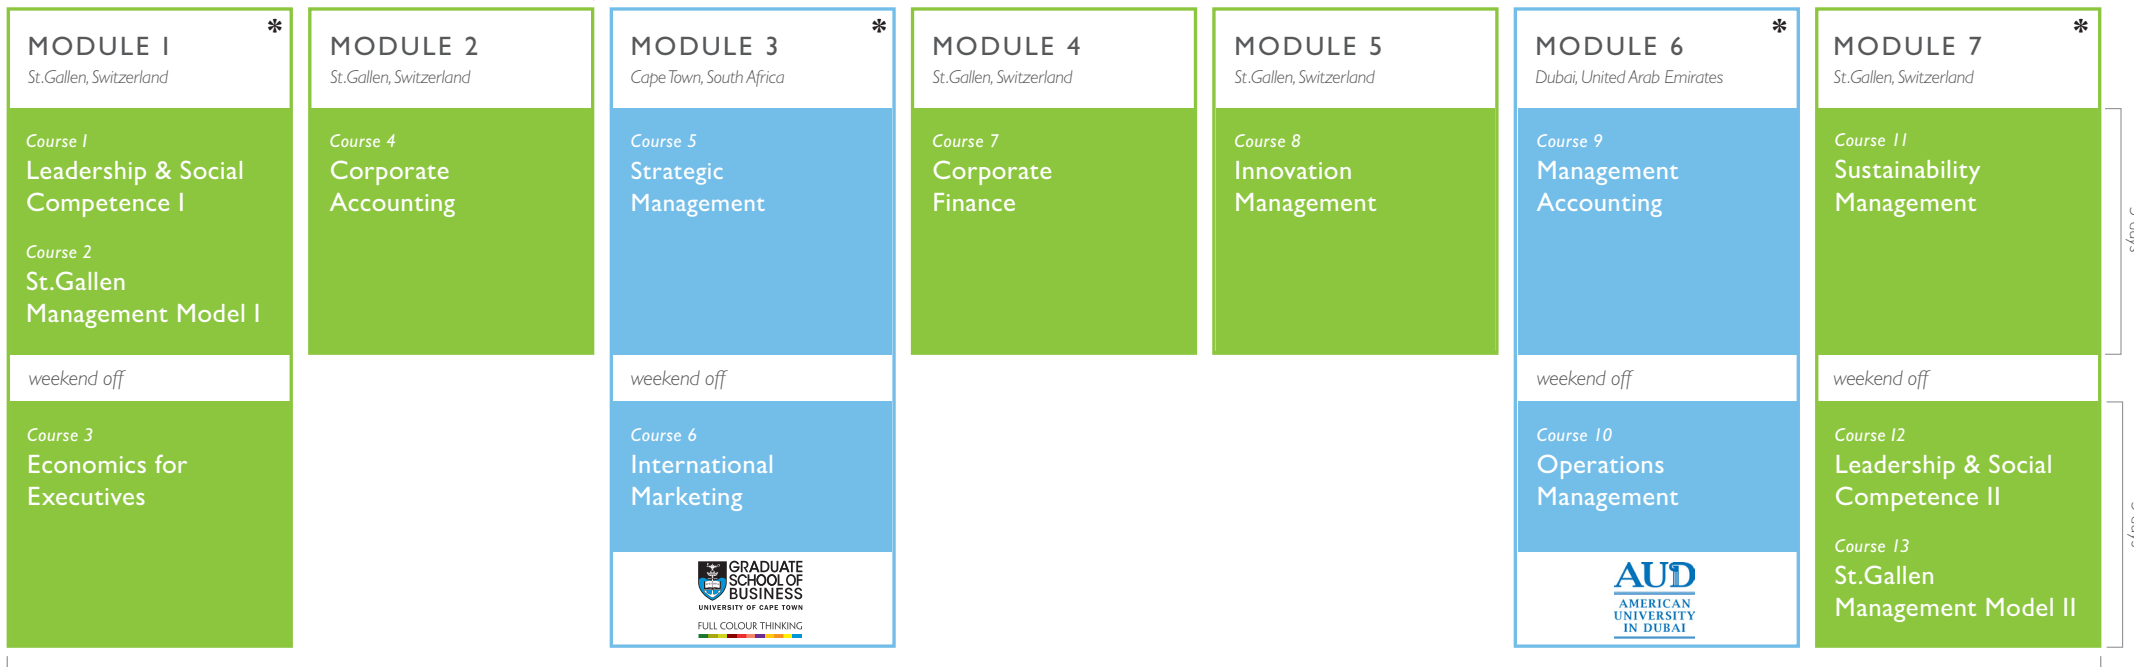 MODULE 1 *
St.Gallen, Switzerland
Course 1
Leadership & Social
Competence I
Course 2
St.Gallen
Management Model I
weekend off
Course 3
Economics for
Executives
MODULE 2
St.Gallen, Switzerland
Course 4
Corporate
Accounting
MODULE 3 *
Cape Town, South Africa
Course 5
Strategic
Management
weekend off
Course 6
International
Marketing
GRADUATE
SCHOOL OF
BUSINESS
UNIVERSITY OF CAPE TOWN
FULL COLOUR THINKING
MODULE 4
St.Gallen, Switzerland
Course 7
Corporate
Finance
MODULE 5
St.Gallen, Switzerland
Course 8
Innovation
Management
MODULE 6 *
Dubai, United Arab Emirates
Course 9
Management
Accounting
weekend off
Course 10
Operations
Management
AUD
AMERICAN
UNIVERSITY
IN DUBAI
MODULE 7 *
St.Gallen, Switzerland
Course 11
Sustainability
Management
weekend off
Course 12
Leadership & Social
Competence II
Course 13
St.Gallen
Management Model II
days
days